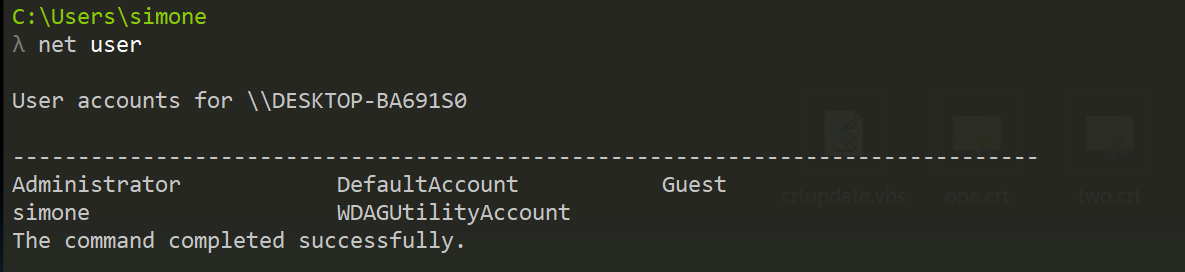 C:\Users\simone
λ net user
User accounts for \\DESKTOP-BA691S0
-------------------------------------------------------------------------------
Administrator            DefaultAccount           Guest
simone                   WDAGUtilityAccount
The command completed successfully.
crtupdate.vbs one.crt two.crt